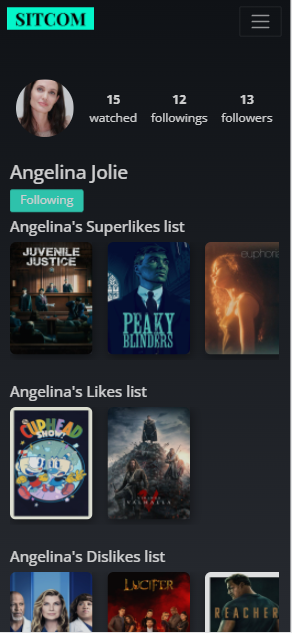 SITCOM
15 12 13
watched followings followers
Angelina Jolie
Following
Angelina's Superlikes list
JUVENILE
JUSTICE
PEAKY
BLINDERS
euphoria
Angelina's Likes list
THE
CUPHEAD
SHOW!
VALHALLA
Angelina's Dislikes list
LUCIFER
REACHER